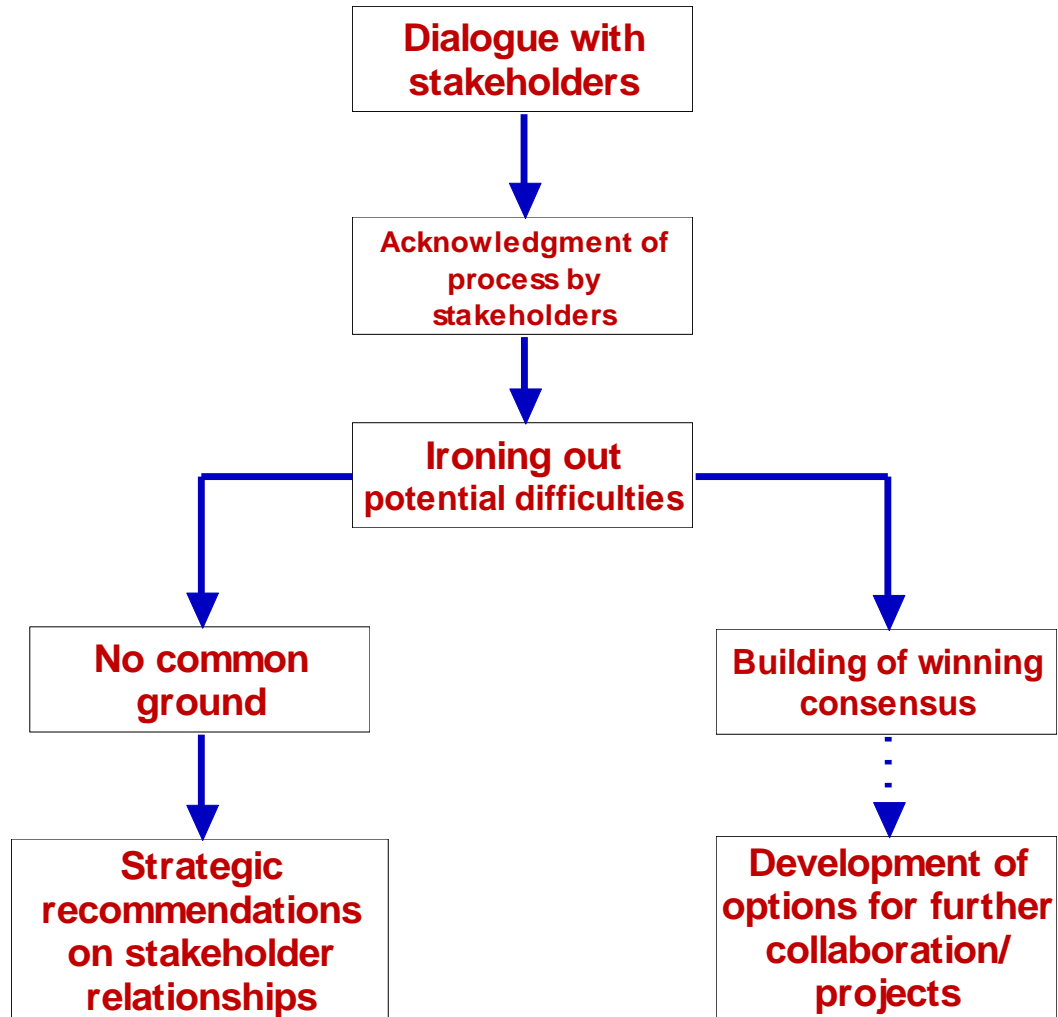 Dialogue with
stakeholders
Acknowledgment of
process by
stakeholders
Ironing out
potential difficulties
No common
ground
Building of winning
consensus
Strategic
recommendations
on stakeholder
relationships
Development of
options for further
collaboration/
projects